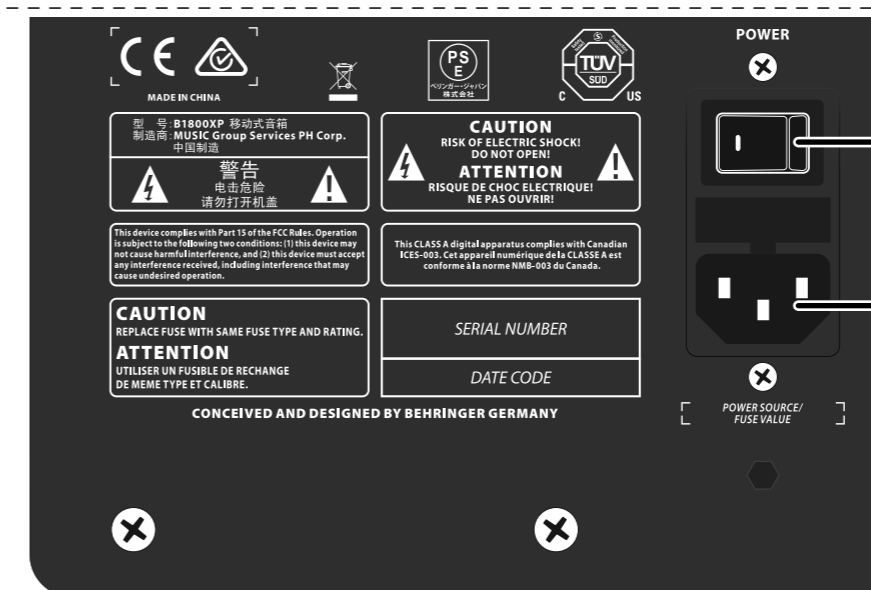 POWER
CE
PS
E
ベリンガー・ジャパン
株式会社
TÜV
SÜD
C US
MADE IN CHINA
型 号:B1800XP 移动式音箱
制造商:MUSIC Group Services PH Corp.
中国制造
警告
电击危险
请勿打开机盖
CAUTION
RISK OF ELECTRIC SHOCK!
DO NOT OPEN!
ATTENTION
RISQUE DE CHOC ELECTRIQUE!
NE PAS OUVRIR!
This device complies with Part 15 of the FCC Rules. Operation
is subject to the following two conditions: (1) this device may
not cause harmful interference, and (2) this device must accept
any interference received, including interference that may
cause undesired operation.
This CLASS A digital apparatus complies with Canadian
ICES-003. Cet appareil numérique de la CLASSE A est
conforme à la norme NMB-003 du Canada.
CAUTION
REPLACE FUSE WITH SAME FUSE TYPE AND RATING.
ATTENTION
UTILISER UN FUSIBLE DE RECHANGE
DE MEME TYPE ET CALIBRE.
SERIAL NUMBER
DATE CODE
CONCEIVED AND DESIGNED BY BEHRINGER GERMANY
POWER SOURCE/
FUSE VALUE